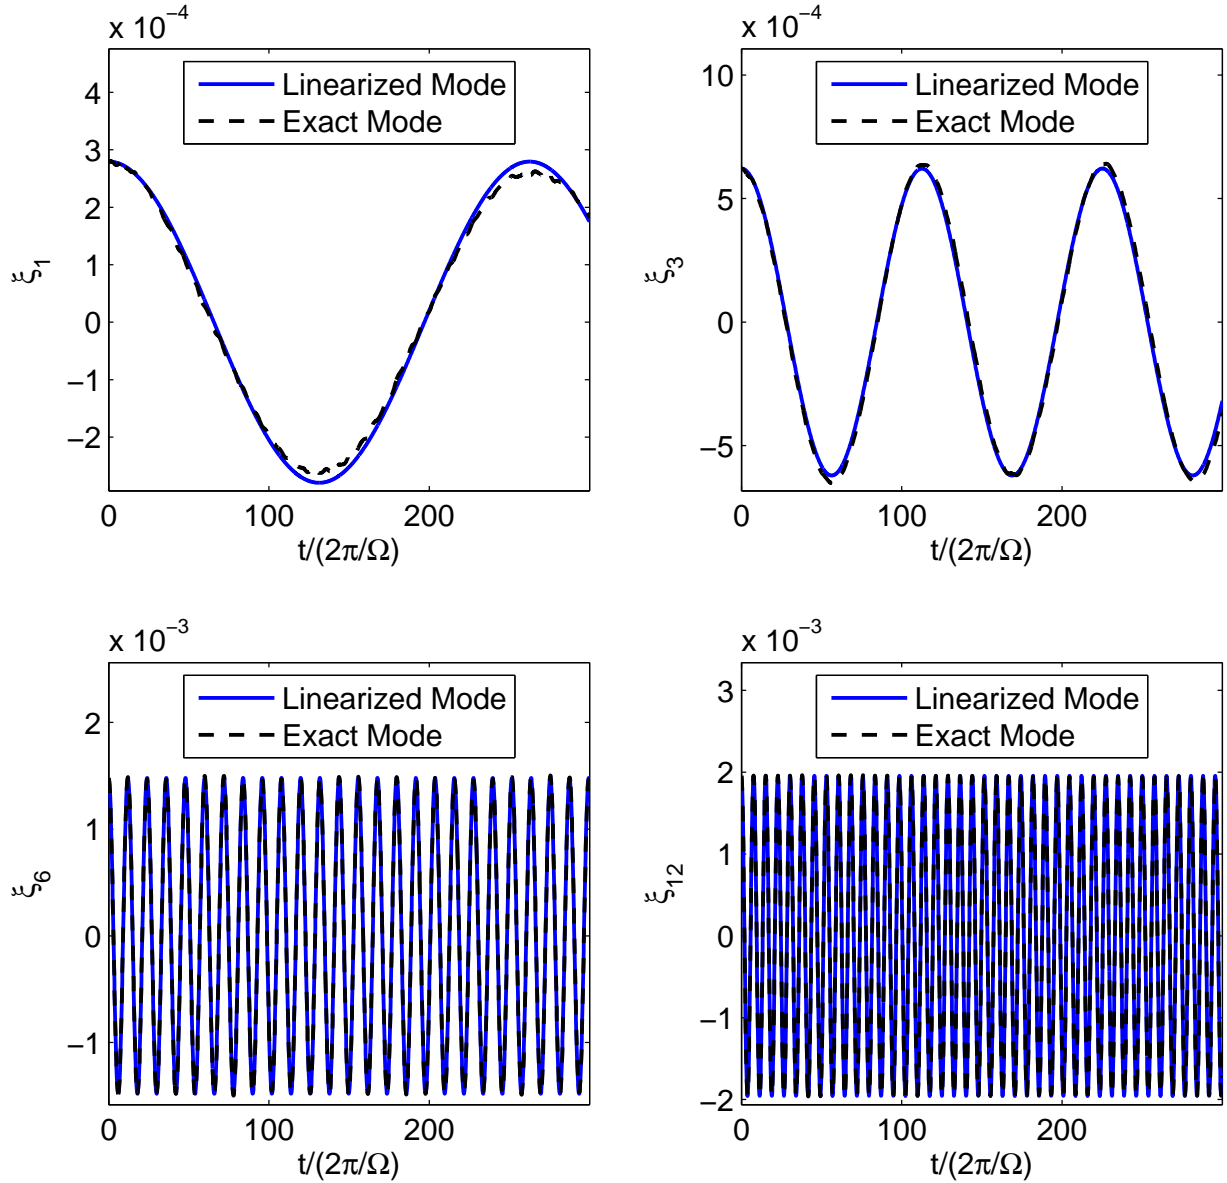 x 10⁻⁴
4
3
2
1
0
−1
−2
ξ₁
Linearized Mode
Exact Mode
0 100 200
t/(2π/Ω)
x 10⁻⁴
10
5
0
−5
ξ₃
Linearized Mode
Exact Mode
0 100 200
t/(2π/Ω)
x 10⁻³
2
1
0
−1
ξ₆
Linearized Mode
Exact Mode
0 100 200
t/(2π/Ω)
x 10⁻³
3
2
1
0
−1
−2
ξ₁₂
Linearized Mode
Exact Mode
0 100 200
t/(2π/Ω)